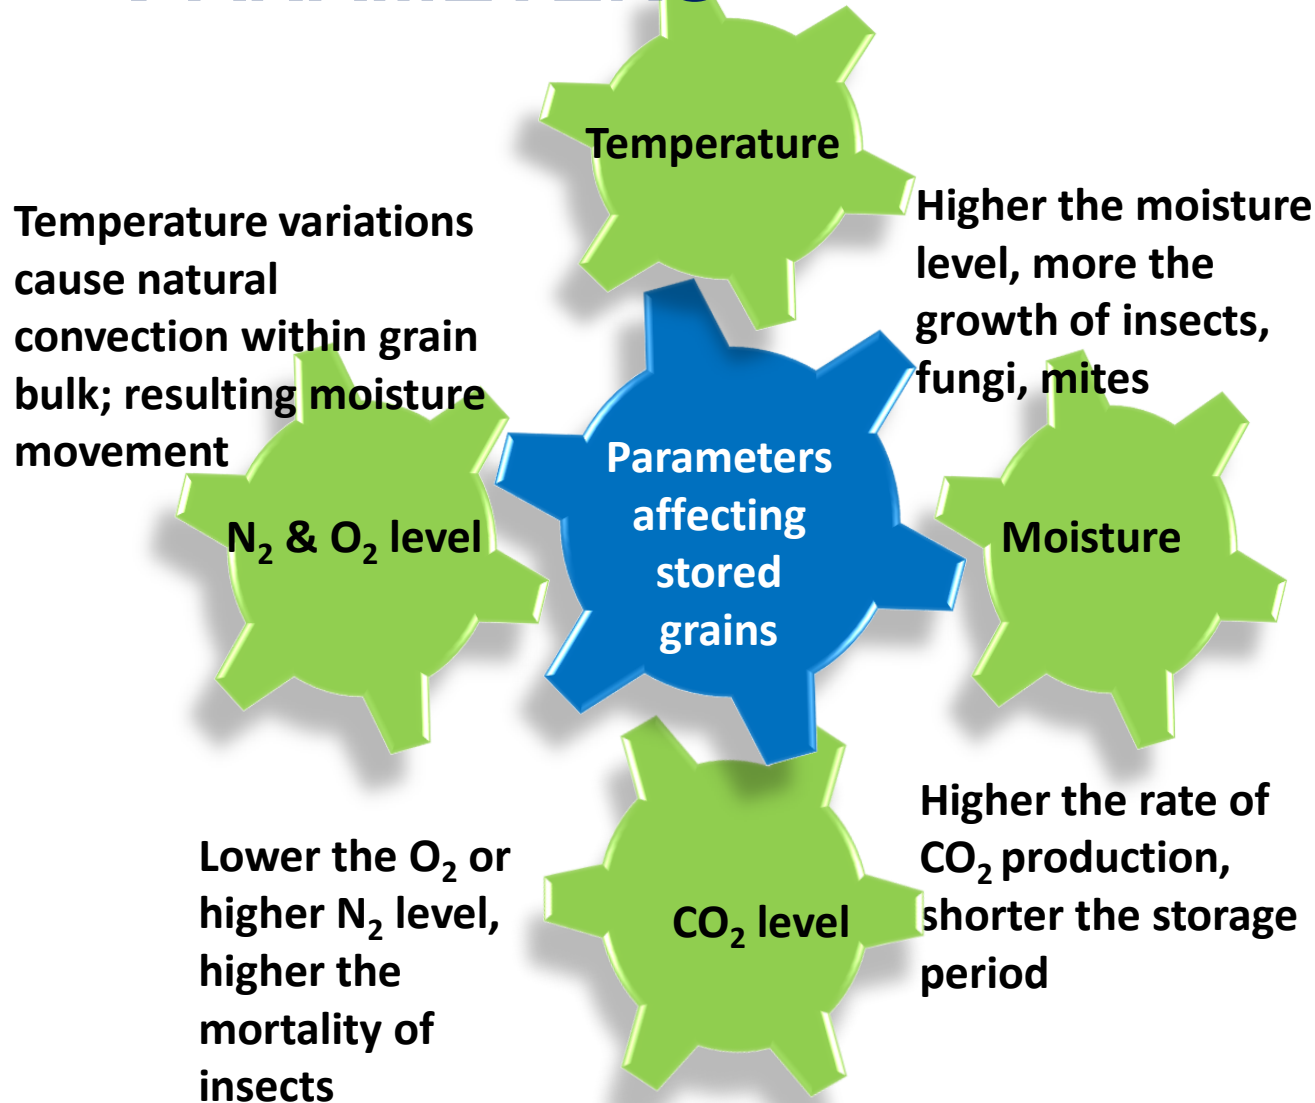 Temperature
Temperature variations
cause natural
convection within grain
bulk; resulting moisture
movement
Higher the moisture
level, more the
growth of insects,
fungi, mites
N₂ & O₂ level
Parameters
affecting
stored
grains
Moisture
Lower the O₂ or
higher N₂ level,
higher the
mortality of
insects
CO₂ level
Higher the rate of
CO₂ production,
shorter the storage
period